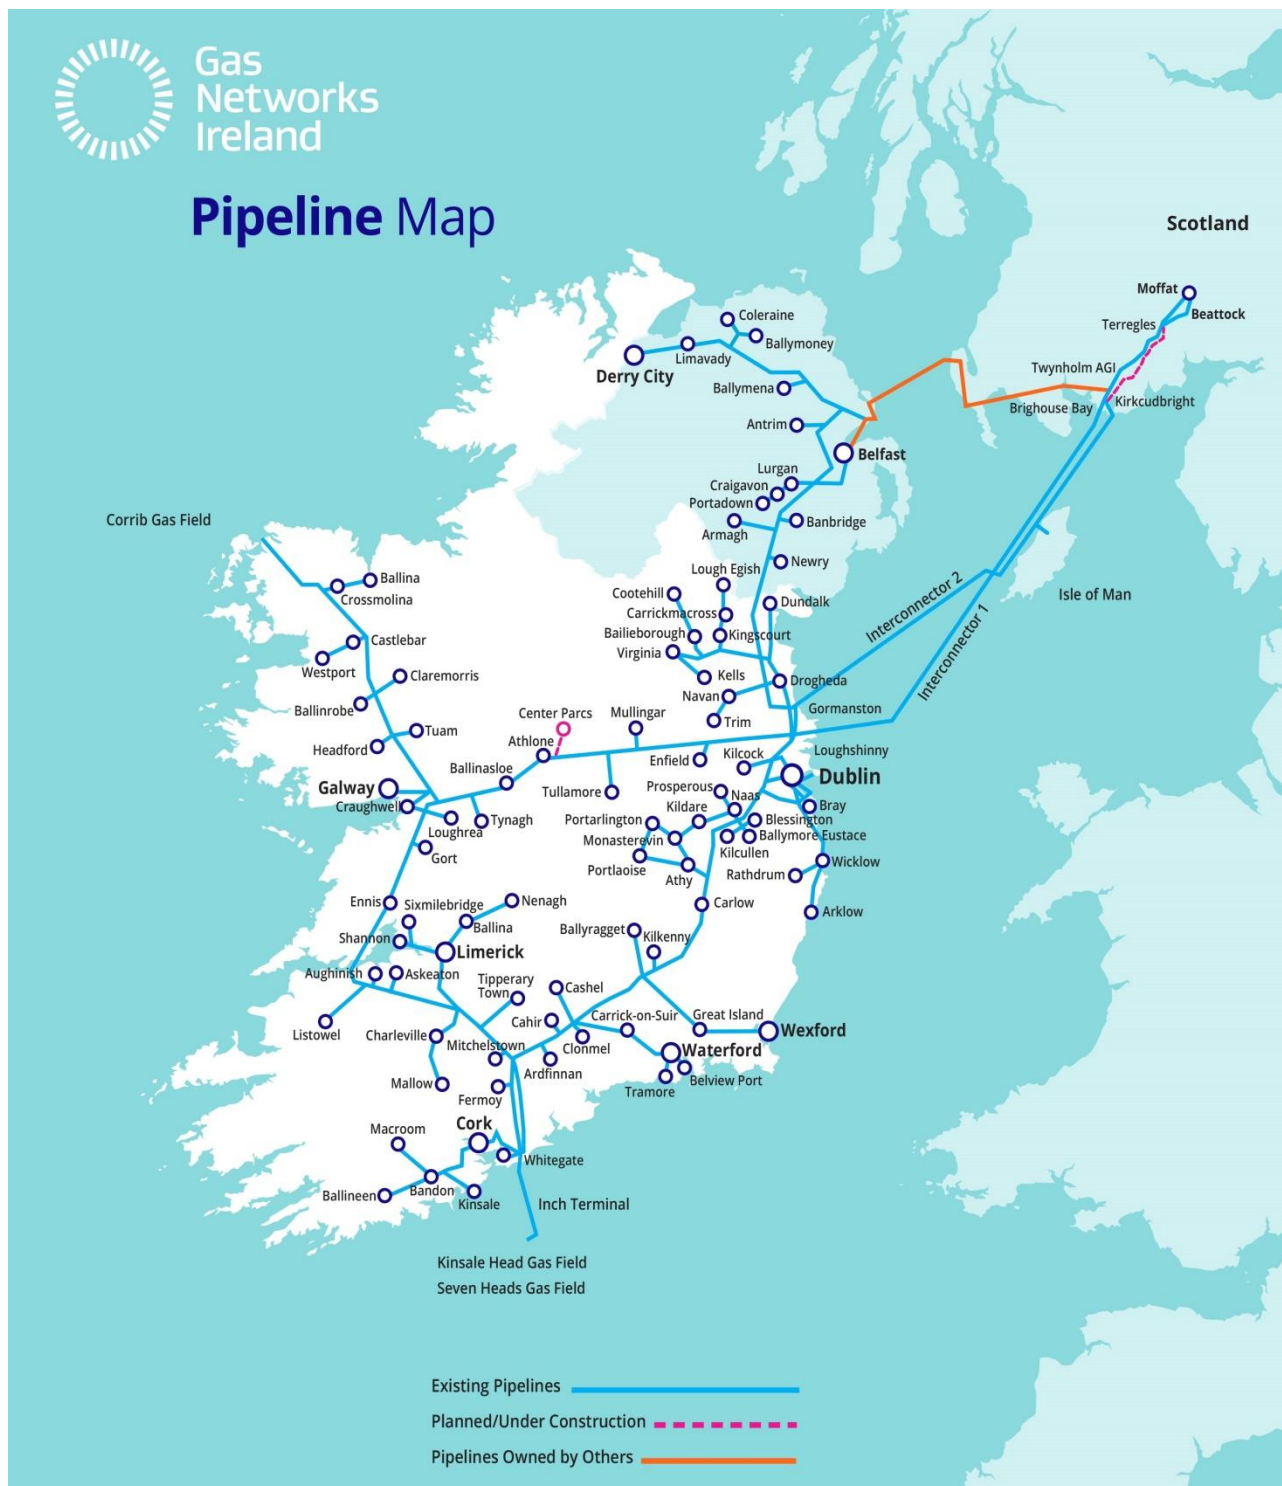 Gas
Networks
Ireland
Pipeline Map
Scotland
Moffat
Beattock
Terregles
Twynholm AGI
Kirkcudbright
Brighouse Bay
Coleraine
Ballymoney
Limavady
Derry City
Ballymena
Antrim
Belfast
Lurgan
Craigavon
Portadown
Armagh
Banbridge
Newry
Corrib Gas Field
Lough Egish
Cootehill
Dundalk
Carrickmacross
Bailieborough
Kingscourt
Virginia
Kells
Isle of Man
Interconnector 2
Interconnector 1
Ballina
Crossmolina
Castlebar
Westport
Claremorris
Ballinrobe
Tuam
Headford
Navan
Drogheda
Trim
Gormanston
Center Parcs
Mullingar
Athlone
Enfield
Kilcock
Loughshinny
Dublin
Ballinasloe
Galway
Craughwell
Loughrea
Tynagh
Gort
Tullamore
Prosperous
Naas
Kildare
Portarlington
Bray
Blessington
Monasterevin
Ballymore Eustace
Kilcullen
Portlaoise
Athy
Wicklow
Rathdrum
Carlow
Arklow
Ennis
Sixmilebridge
Nenagh
Ballina
Shannon
Limerick
Ballyragget
Kilkenny
Aughinish
Askeaton
Tipperary
Town
Cashel
Listowel
Charleville
Cahir
Carrick-on-Suir
Great Island
Wexford
Mitchelstown
Clonmel
Waterford
Ardfinnan
Belview Port
Tramore
Mallow
Fermoy
Cork
Macroom
Whitegate
Ballineen
Bandon
Kinsale
Inch Terminal
Kinsale Head Gas Field
Seven Heads Gas Field
Existing Pipelines
Planned/Under Construction
Pipelines Owned by Others